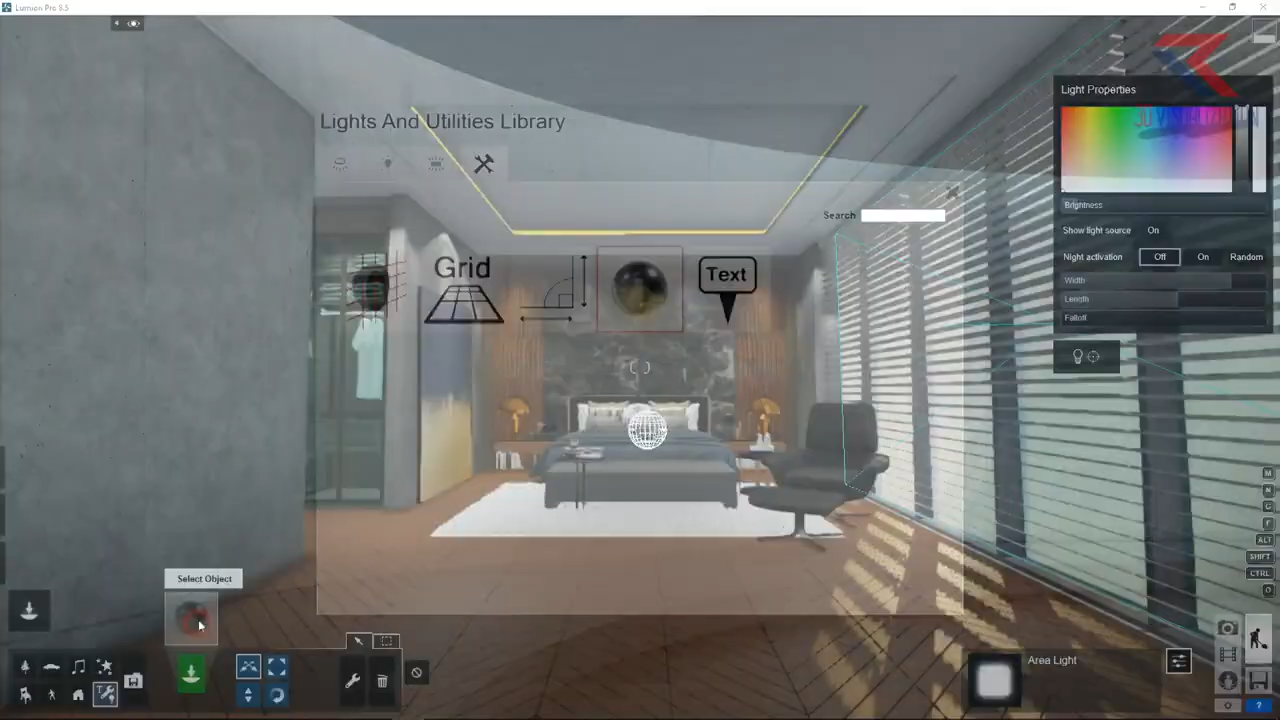 Lumion Pro 8.5
Lights And Utilities Library
Search
Grid
Text
Light Properties
Brightness
Show light source On
Night activation Off On Random
Width
Length
Falloff
Select Object
Area Light
M
N
G
F
ALT
SHIFT
CTRL
O
?